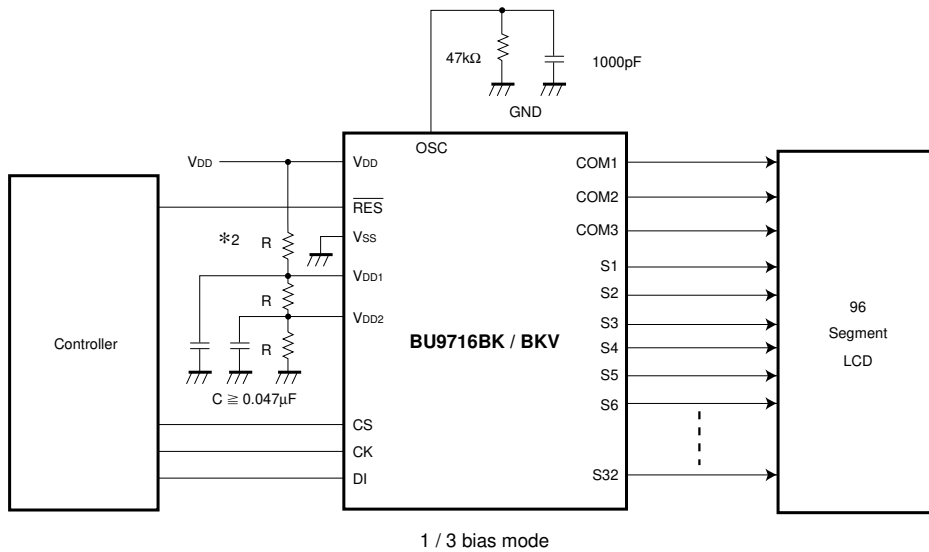 47kΩ
1000pF
GND
OSC
VDD
VDD
RES
VSS
*2
R
VDD1
R
VDD2
R
C ≧ 0.047μF
CS
CK
DI
Controller
BU9716BK / BKV
COM1
COM2
COM3
S1
S2
S3
S4
S5
S6
S32
96
Segment
LCD
1 / 3 bias mode